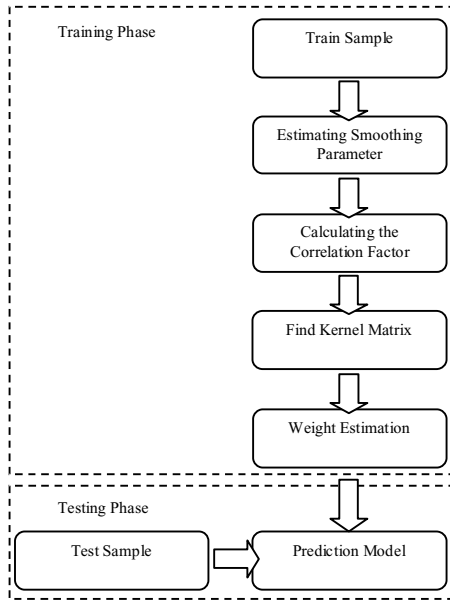 Training Phase
Train Sample
Estimating Smoothing
Parameter
Calculating the
Correlation Factor
Find Kernel Matrix
Weight Estimation
Testing Phase
Test Sample
Prediction Model